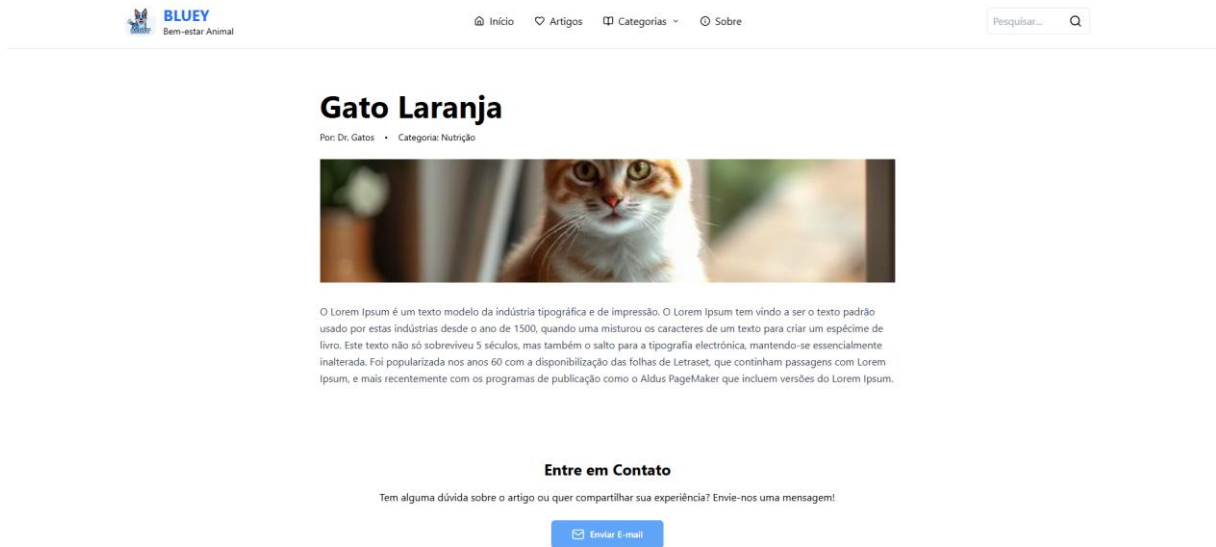 BLUEY
Bem-estar Animal
Início Artigos Categorias Sobre
Pesquisar...
Gato Laranja
Por: Dr. Gatos • Categoria: Nutrição
O Lorem Ipsum é um texto modelo da indústria tipográfica e de impressão. O Lorem Ipsum tem vindo a ser o texto padrão
usado por estas indústrias desde o ano de 1500, quando uma misturou os caracteres de um texto para criar um espécime de
livro. Este texto não só sobreviveu 5 séculos, mas também o salto para a tipografia electrónica, mantendo-se essencialmente
inalterada. Foi popularizada nos anos 60 com a disponibilização das folhas de Letraset, que continham passagens com Lorem
Ipsum, e mais recentemente com os programas de publicação como o Aldus PageMaker que incluem versões do Lorem Ipsum.
Entre em Contato
Tem alguma dúvida sobre o artigo ou quer compartilhar sua experiência? Envie-nos uma mensagem!
Enviar E-mail